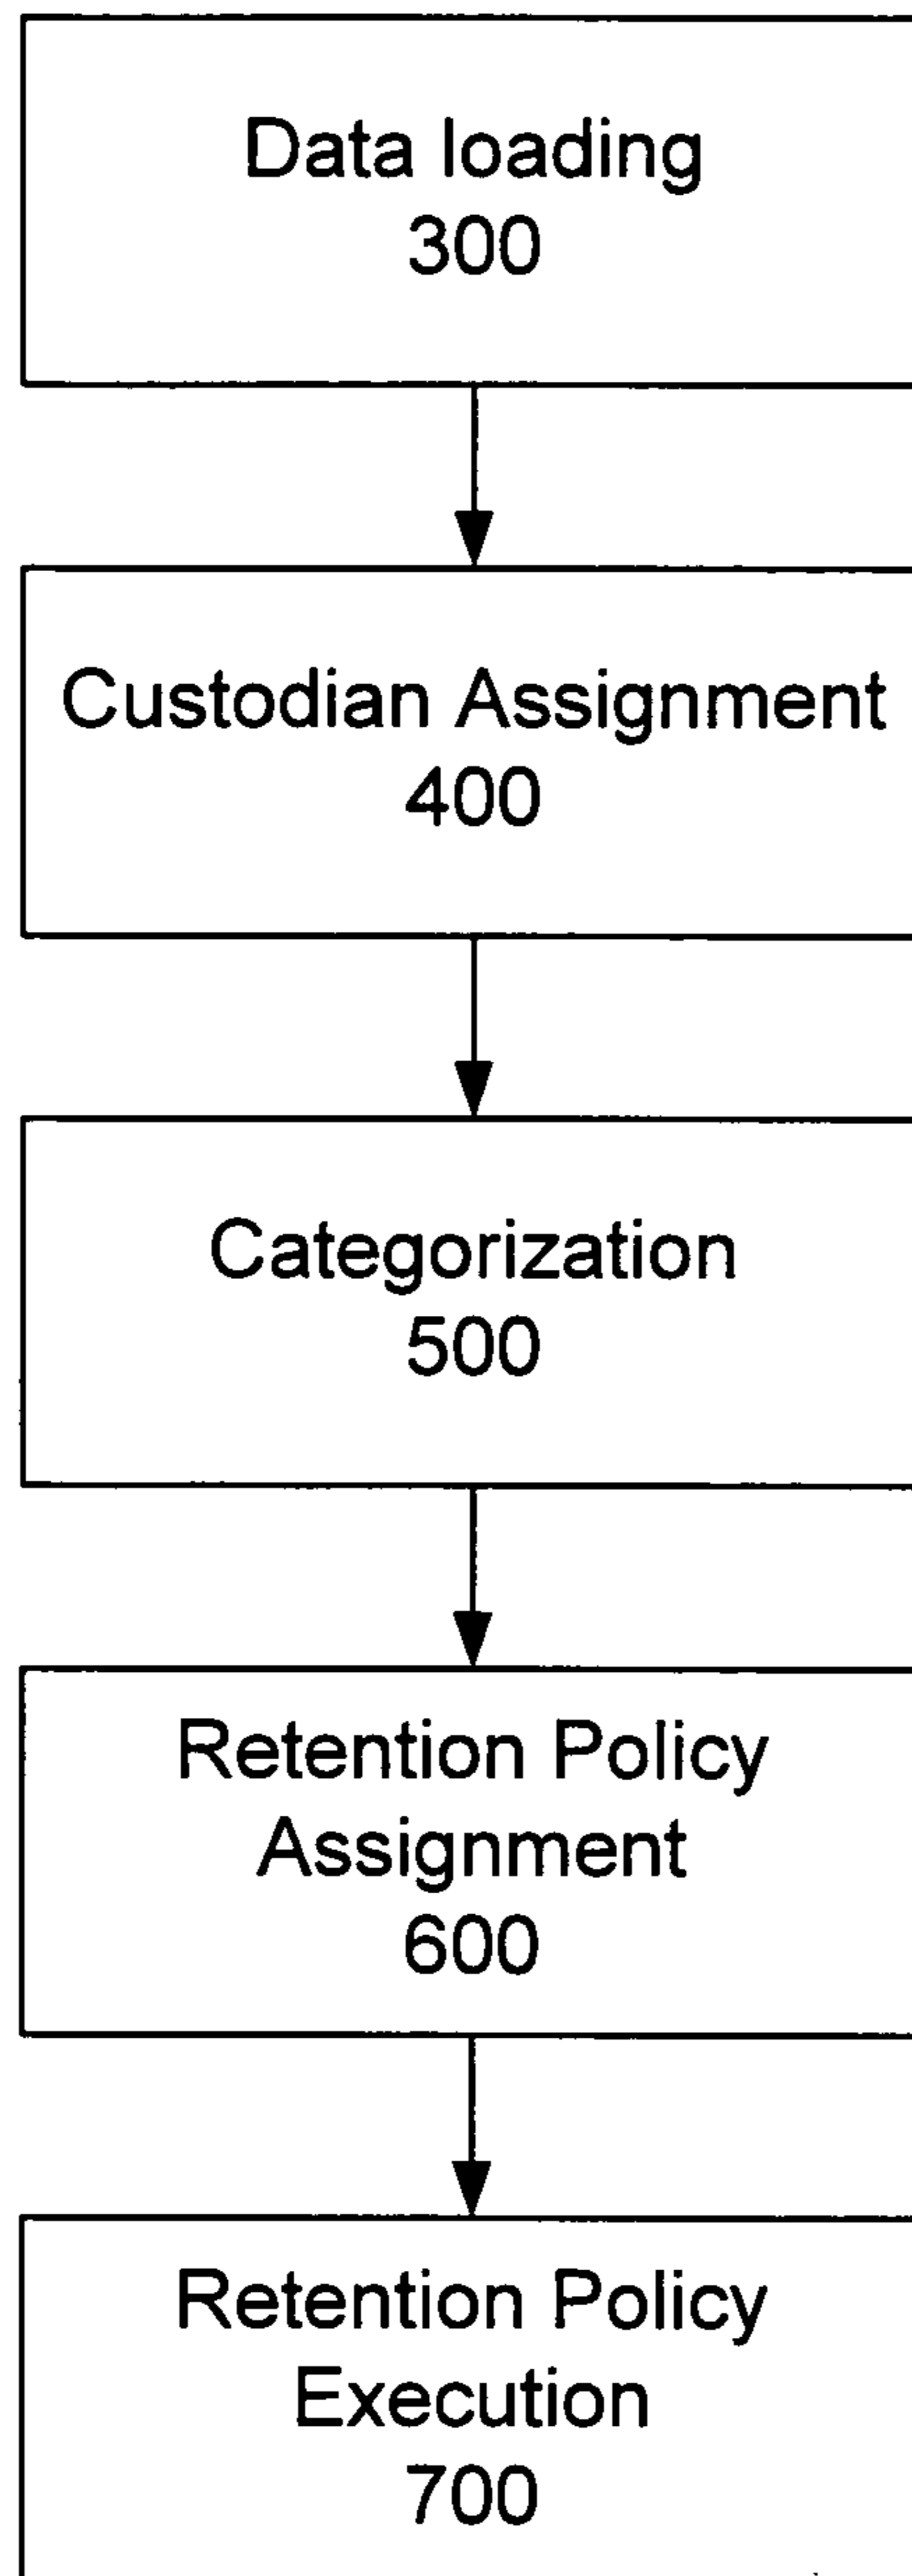 Data loading
300
Custodian Assignment
400
Categorization
500
Retention Policy
Assignment
600
Retention Policy
Execution
700